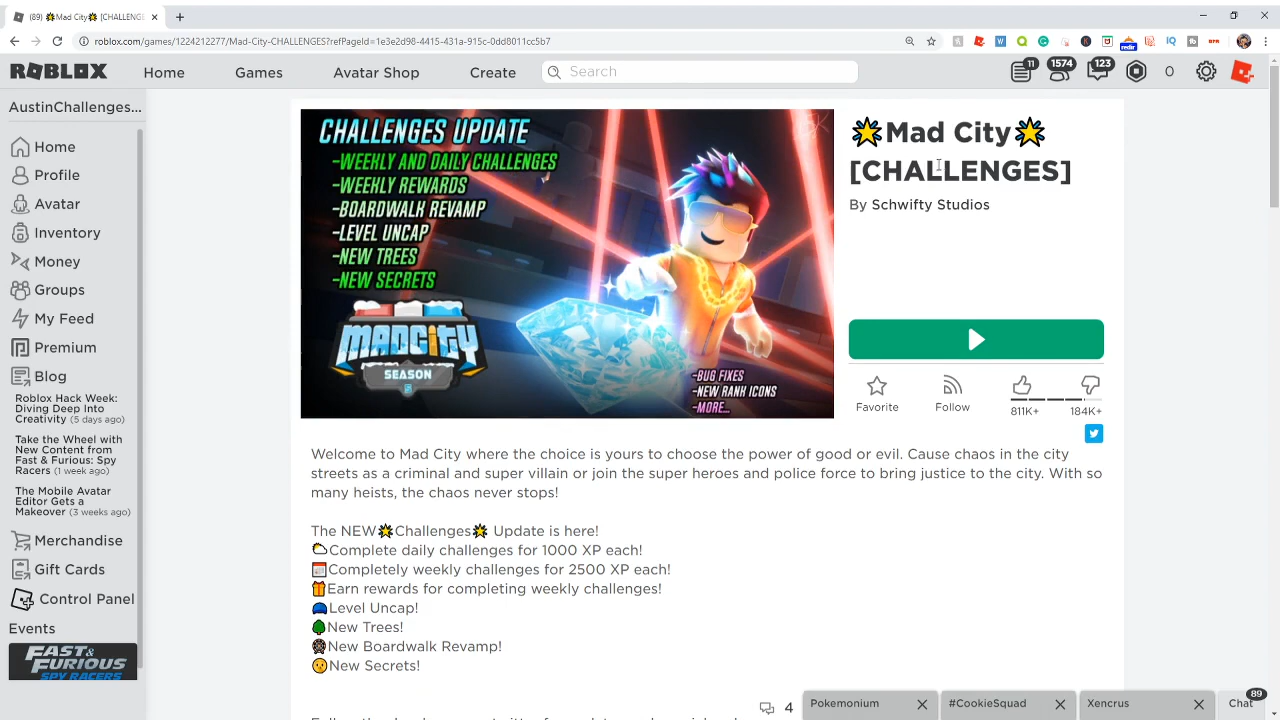 (89) 🌟Mad City🌟 [CHALLENG
roblox.com/games/1224212277/Mad-City-CHALLENGES?refPageId=1e3e2d98-4415-431a-915c-0dd8011cc5b7
redir
IQ
BTR
ROBLOX
Home
Games
Avatar Shop
Create
Search
11
1574
123
0
AustinChallenges...
Home
Profile
Avatar
Inventory
Money
Groups
My Feed
Premium
Blog
Roblox Hack Week:
Diving Deep Into
Creativity (5 days ago)
Take the Wheel with
New Content from
Fast & Furious: Spy
Racers (1 week ago)
The Mobile Avatar
Editor Gets a
Makeover (3 weeks ago)
Merchandise
Gift Cards
Control Panel
Events
FAST &
FURIOUS
SPY RACERS
CHALLENGES UPDATE
-WEEKLY AND DAILY CHALLENGES
-WEEKLY REWARDS
-BOARDWALK REVAMP
-LEVEL UNCAP
-NEW TREES
-NEW SECRETS
MADCITY
SEASON
5
-BUG FIXES
-NEW RANK ICONS
-MORE...
🌟Mad City🌟
[CHALLENGES]
By Schwifty Studios
Favorite
Follow
811K+
184K+
Welcome to Mad City where the choice is yours to choose the power of good or evil. Cause chaos in the city
streets as a criminal and super villain or join the super heroes and police force to bring justice to the city. With so
many heists, the chaos never stops!
The NEW🌟Challenges🌟 Update is here!
🌤Complete daily challenges for 1000 XP each!
📅Completely weekly challenges for 2500 XP each!
🎁Earn rewards for completing weekly challenges!
🧢Level Uncap!
🌳New Trees!
🎡New Boardwalk Revamp!
🤫New Secrets!
4
Pokemonium
#CookieSquad
Xencrus
Chat
89